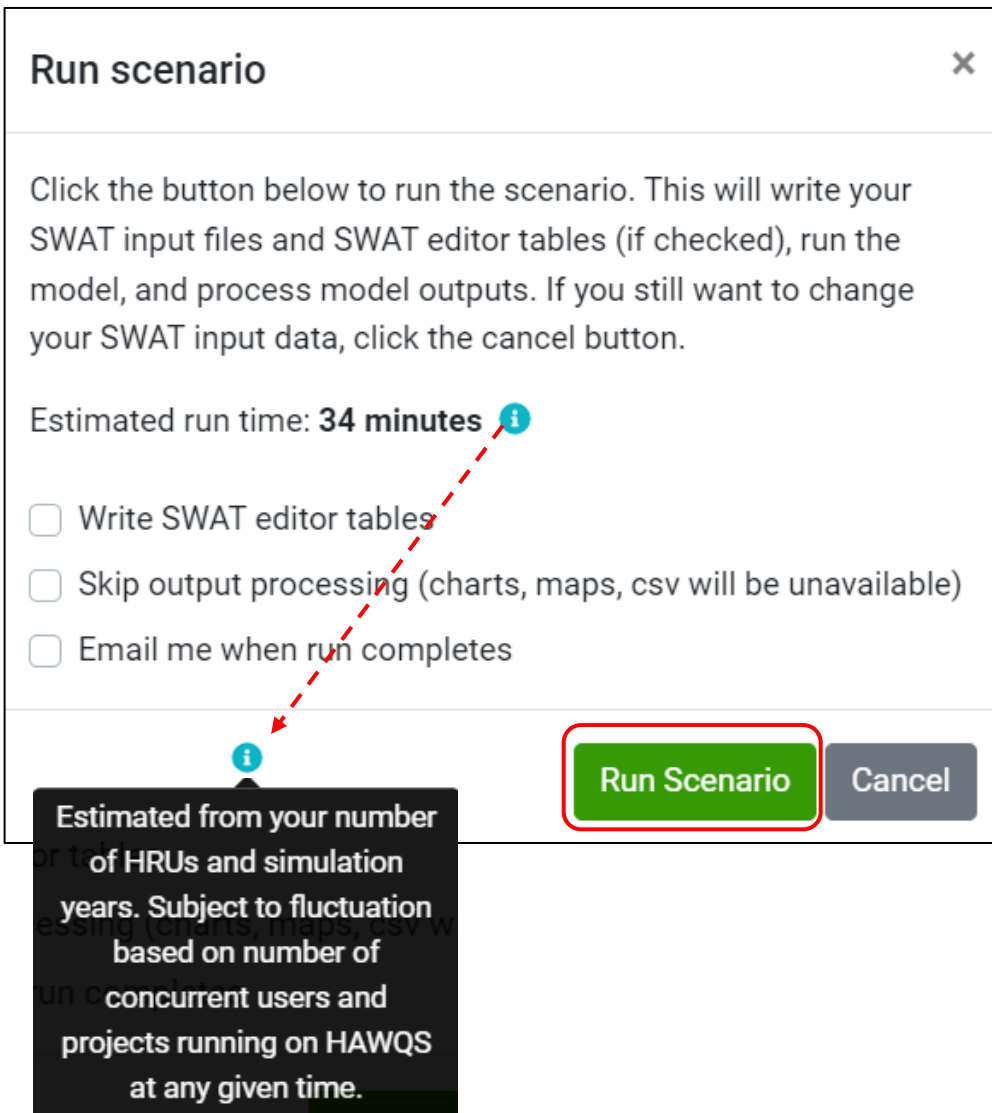 Run scenario ×
Click the button below to run the scenario. This will write your
SWAT input files and SWAT editor tables (if checked), run the
model, and process model outputs. If you still want to change
your SWAT input data, click the cancel button.
Estimated run time: 34 minutes
Write SWAT editor tables
Skip output processing (charts, maps, csv will be unavailable)
Email me when run completes
Run Scenario
Cancel
Estimated from your number
of HRUs and simulation
years. Subject to fluctuation
based on number of
concurrent users and
projects running on HAWQS
at any given time.